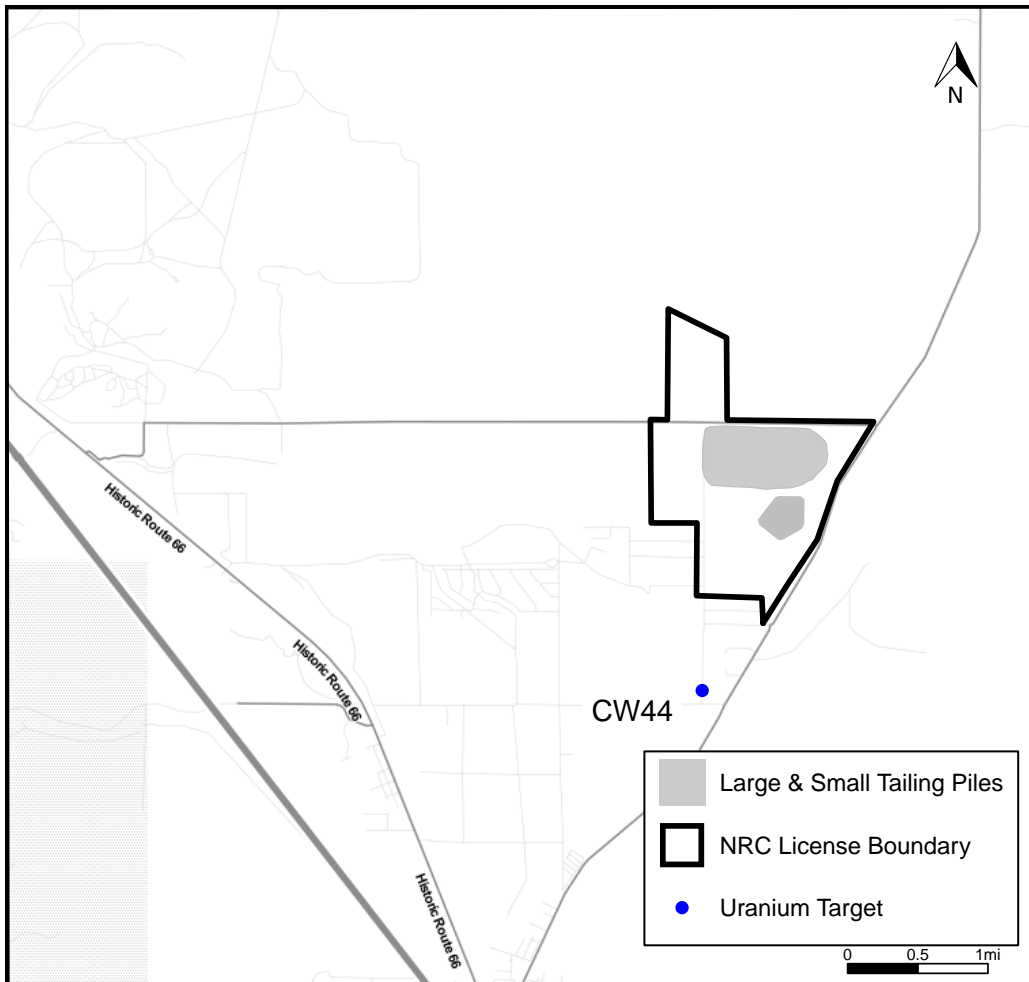 N
Historic Route 66
Historic Route 66
CW44
Large & Small Tailing Piles
NRC License Boundary
Uranium Target
Historic Route 66
0 0.5 1mi